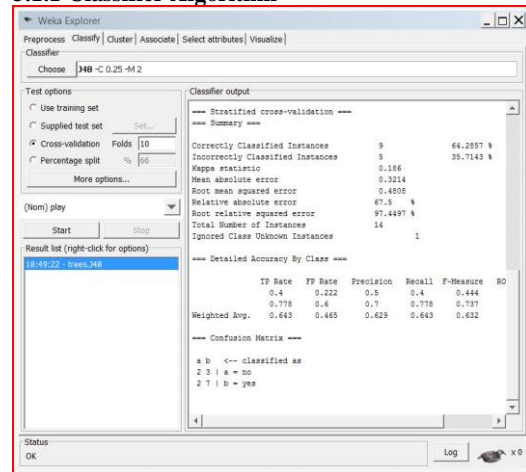 Weka Explorer
Preprocess Classify Cluster Associate Select attributes Visualize
Classifier
Choose J48 -C 0.25 -M 2
Test options
Use training set
Supplied test set Set...
Cross-validation Folds 10
Percentage split % 66
More options...
(Nom) play
Start Stop
Result list (right-click for options)
18:49:22 - trees.J48
Classifier output
=== Stratified cross-validation ===
=== Summary ===
Correctly Classified Instances 9 64.2857 %
Incorrectly Classified Instances 5 35.7143 %
Kappa statistic 0.186
Mean absolute error 0.3214
Root mean squared error 0.4808
Relative absolute error 67.5 %
Root relative squared error 97.4497 %
Total Number of Instances 14
Ignored Class Unknown Instances 1
=== Detailed Accuracy By Class ===
TP Rate FP Rate Precision Recall F-Measure RO
0.4 0.222 0.5 0.4 0.444
0.778 0.6 0.7 0.778 0.737
Weighted Avg. 0.643 0.465 0.629 0.643 0.632
=== Confusion Matrix ===
a b <-- classified as
2 3 | a = no
2 7 | b = yes
Status
OK
Log x 0